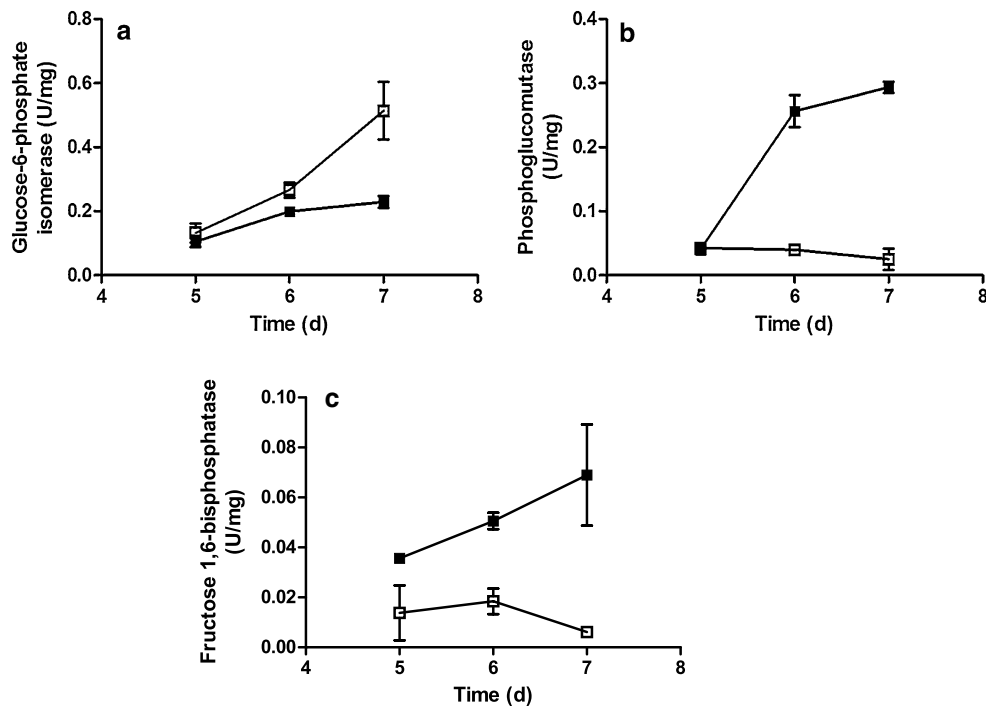 a
Glucose-6-phosphate
isomerase (U/mg)
0.8
0.6
0.4
0.2
0.0
4 5 6 7 8
Time (d)
b
Phosphoglucomutase
(U/mg)
0.4
0.3
0.2
0.1
0.0
4 5 6 7 8
Time (d)
c
Fructose 1,6-bisphosphatase
(U/mg)
0.10
0.08
0.06
0.04
0.02
0.00
4 5 6 7 8
Time (d)